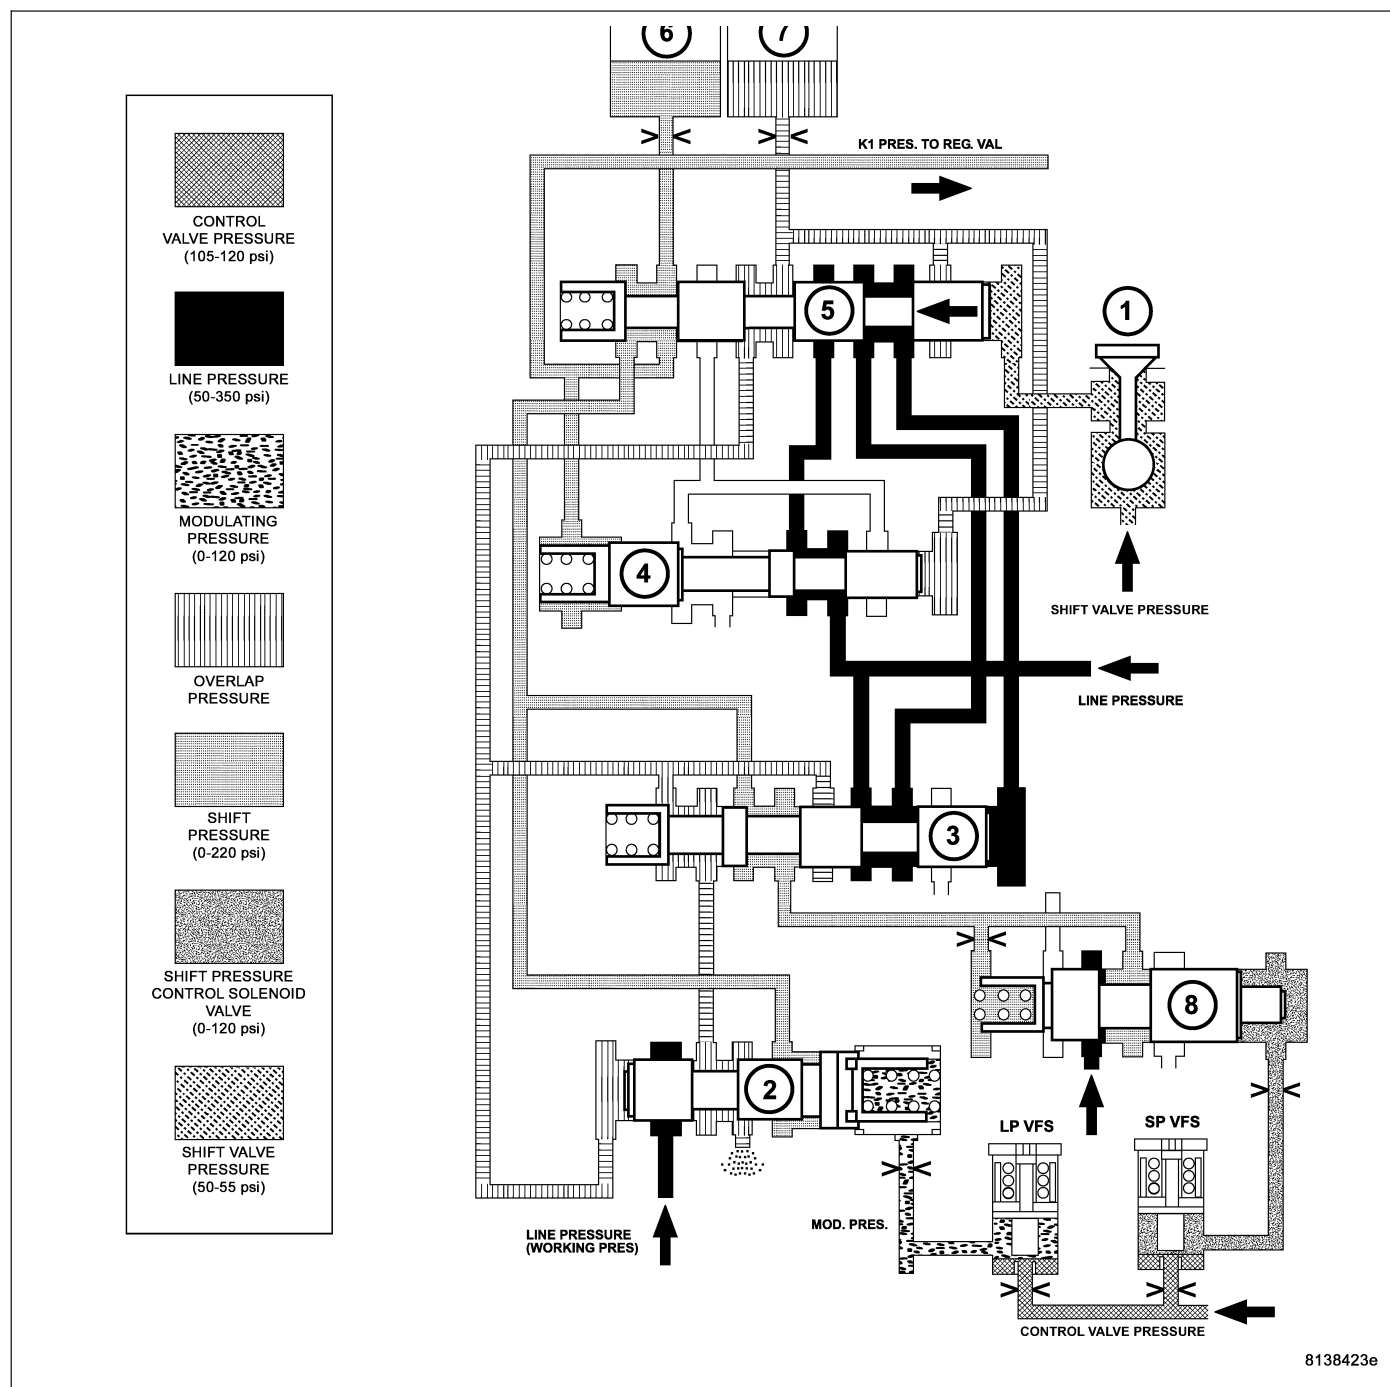 6
7
K1 PRES. TO REG. VAL
CONTROL
VALVE PRESSURE
(105-120 psi)
LINE PRESSURE
(50-350 psi)
MODULATING
PRESSURE
(0-120 psi)
OVERLAP
PRESSURE
SHIFT
PRESSURE
(0-220 psi)
SHIFT PRESSURE
CONTROL SOLENOID
VALVE
(0-120 psi)
SHIFT VALVE
PRESSURE
(50-55 psi)
5
1
4
SHIFT VALVE PRESSURE
LINE PRESSURE
3
8
2
LP VFS
SP VFS
MOD. PRES.
LINE PRESSURE
(WORKING PRES)
CONTROL VALVE PRESSURE
8138423e